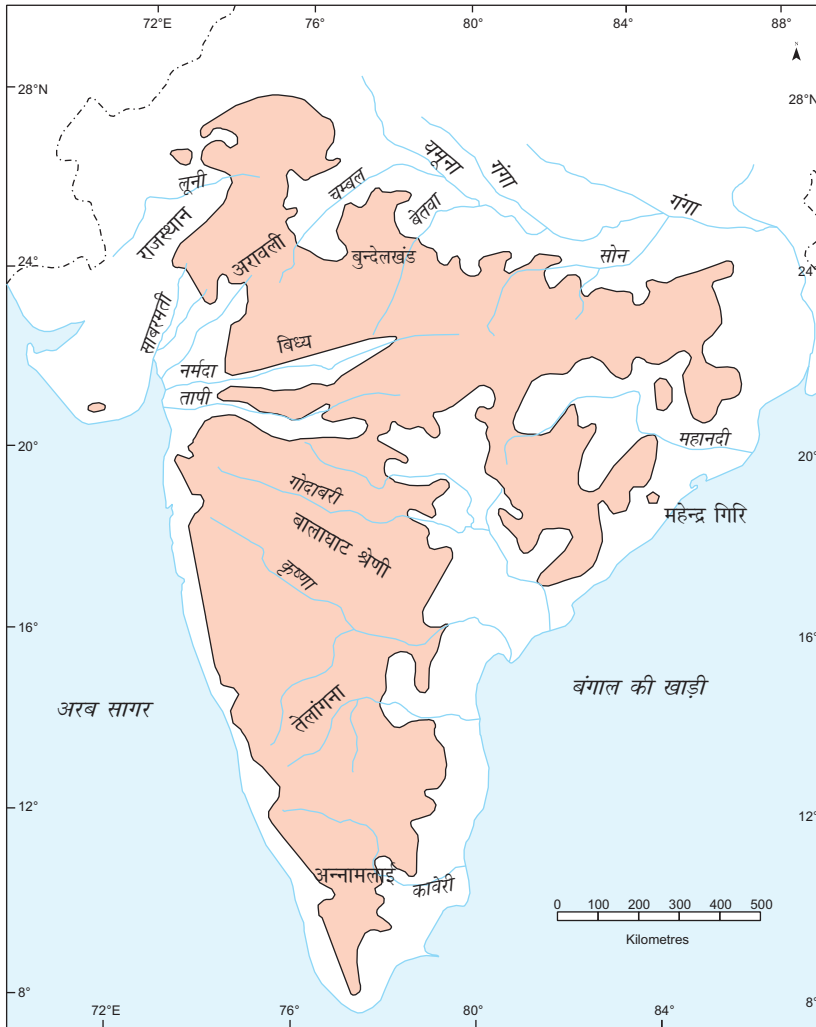 72°E 76° 80° 84° 88°
28°N 28°N
यमूना
गंगा
चम्बल
लूनी
बेतवा
गंगा
राजस्थान
अरावली
बुन्देलखंड
सोन
24° 24°
साबरमती
बिध्य
नर्मदा
तापी
20° 20°
महानदी
गोदाबरी
महेन्द्र गिरि
बालाघाट श्रेणी
कृष्णा
16° 16°
अरब सागर
बंगाल की खाड़ी
तेलांगना
12° 12°
अन्नामलाई
कावेरी
0 100 200 300 400 500
Kilometres
8° 8°
72°E 76° 80° 84°